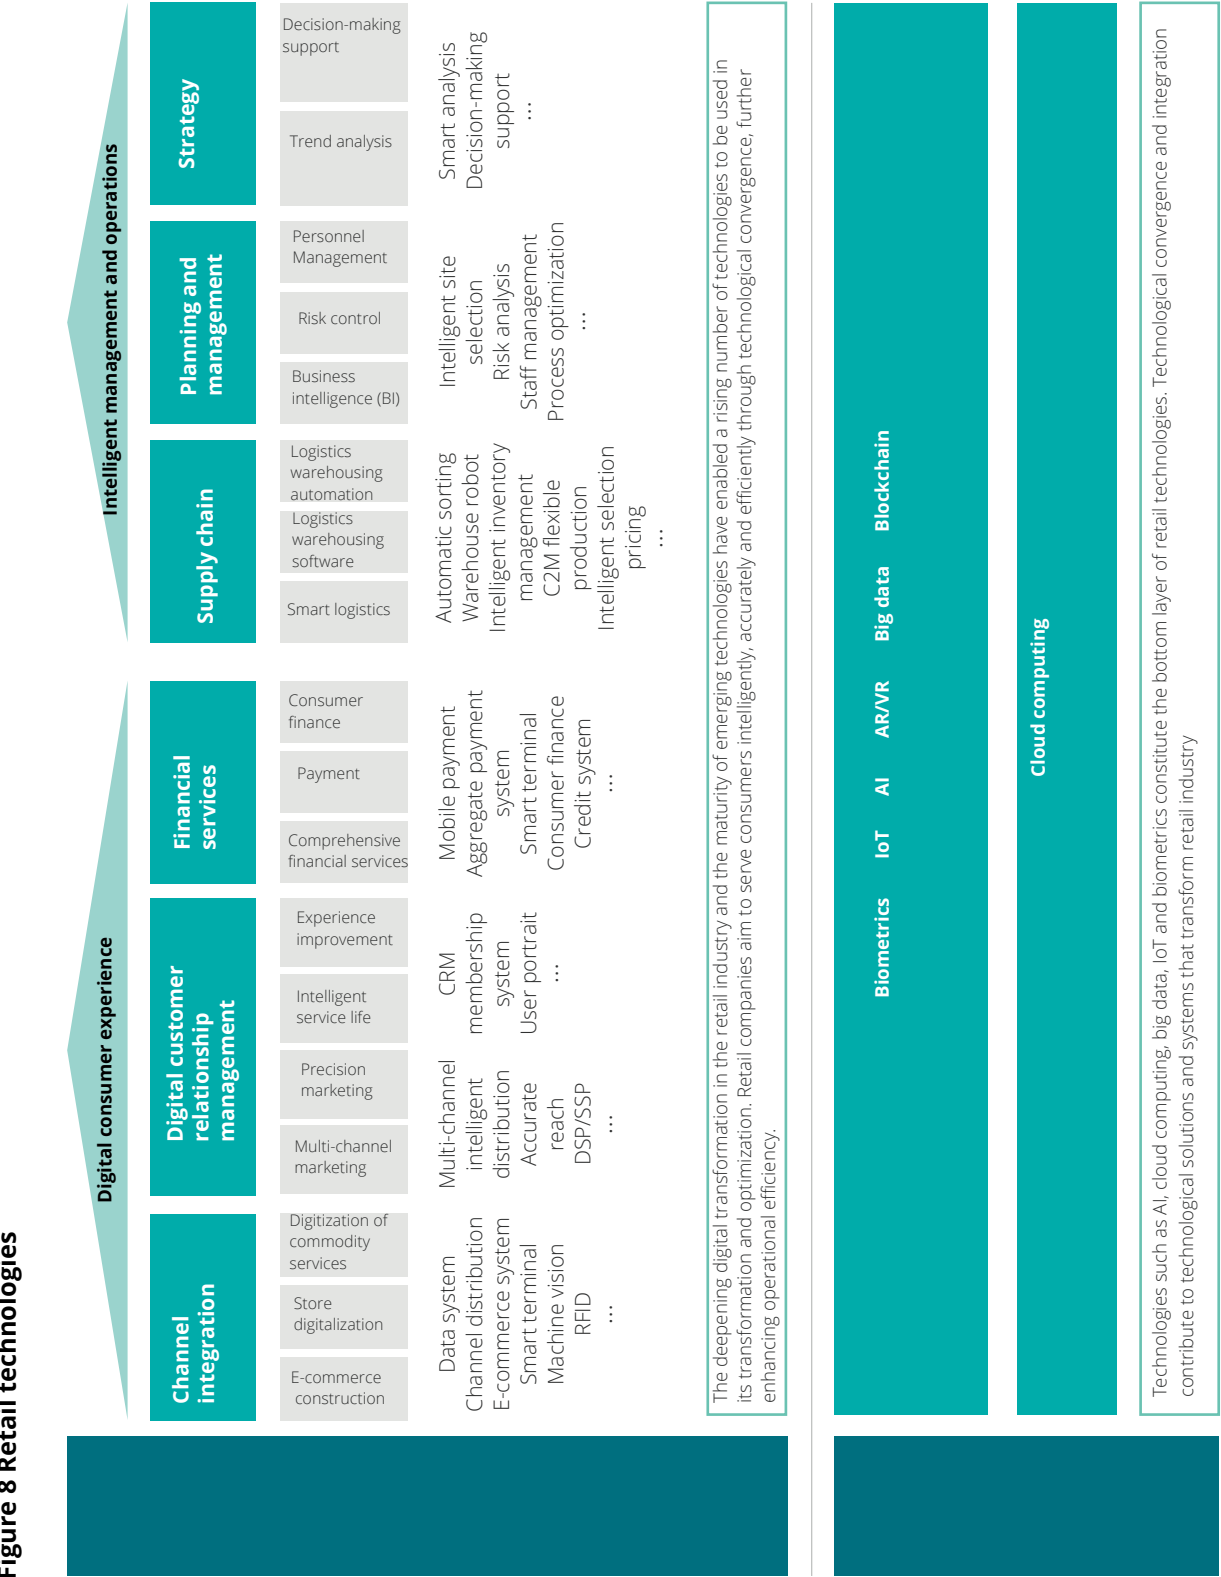 Figure 8 Retail technologies
Digital consumer experience
Intelligent management and operations
Channel
integration
Digital customer
relationship
management
Financial
services
Supply chain
Planning and
management
Strategy
E-commerce
construction
Store
digitalization
Digitization of
commodity
services
Multi-channel
marketing
Precision
marketing
Intelligent
service life
Experience
improvement
Comprehensive
financial services
Payment
Consumer
finance
Smart logistics
Logistics
warehousing
software
Logistics
warehousing
automation
Business
intelligence (BI)
Risk control
Personnel
Management
Trend analysis
Decision-making
support
Data system
Channel distribution
E-commerce system
Smart terminal
Machine vision
RFID
...
Multi-channel
intelligent
distribution
Accurate
reach
DSP/SSP
...
CRM
membership
system
User portrait
...
Mobile payment
Aggregate payment
system
Smart terminal
Consumer finance
Credit system
...
Automatic sorting
Warehouse robot
Intelligent inventory
management
C2M flexible
production
Intelligent selection
pricing
...
Intelligent site
selection
Risk analysis
Staff management
Process optimization
...
Smart analysis
Decision-making
support
...
The deepening digital transformation in the retail industry and the maturity of emerging technologies have enabled a rising number of technologies to be used in
its transformation and optimization. Retail companies aim to serve consumers intelligently, accurately and efficiently through technological convergence, further
enhancing operational efficiency.
Biometrics IoT AI AR/VR Big data Blockchain
Cloud computing
Technologies such as AI, cloud computing, big data, IoT and biometrics constitute the bottom layer of retail technologies. Technological convergence and integration
contribute to technological solutions and systems that transform retail industry